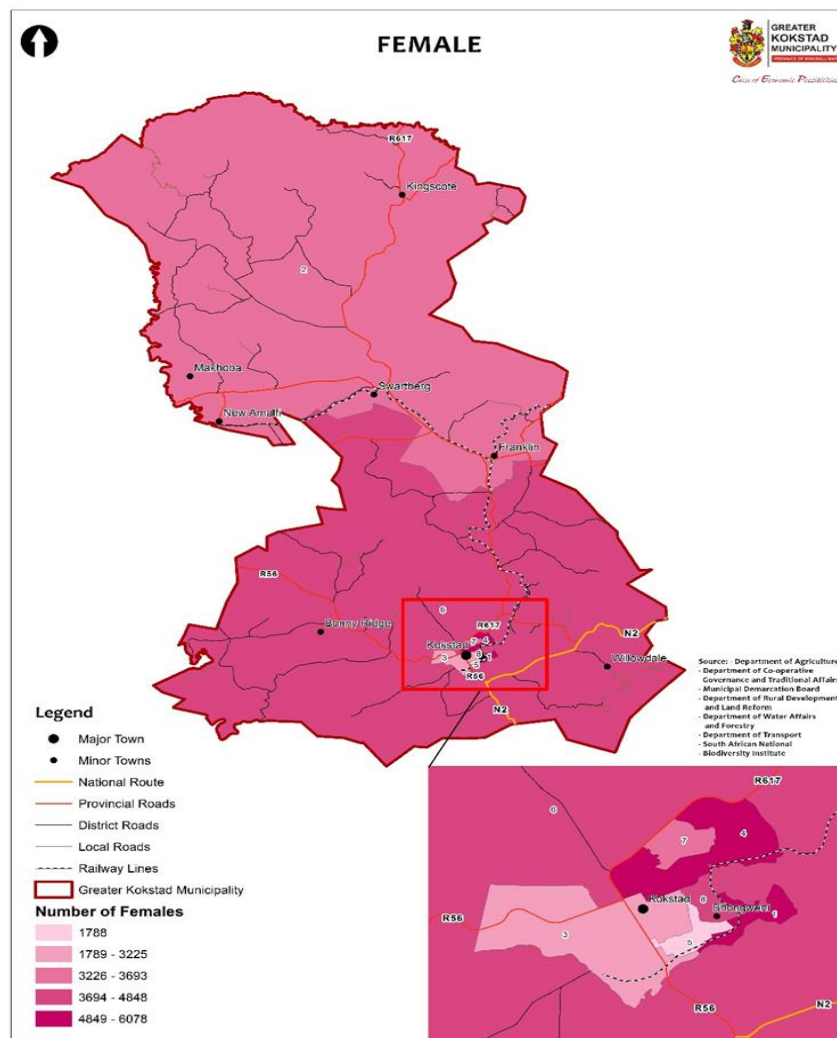 FEMALE
GREATER
KOKSTAD
MUNICIPALITY
R617
Kingscote
2
Makhoba
Swartberg
New Amalfi
Franklin
R56
6
R617
Bonny Ridge
7
4
Kokstad
8
1
3
5
R56
N2
Willowdale
N2
Source: - Department of Agriculture
- Department of Co-operative
Governance and Traditional Affairs
- Municipal Demarcation Board
- Department of Rural Development
and Land Reform
- Department of Water Affairs
and Forestry
- Department of Transport
- South African National
- Biodiversity Institute
Legend
Major Town
Minor Towns
National Route
Provincial Roads
District Roads
Local Roads
Railway Lines
Greater Kokstad Municipality
Number of Females
1788
1789 - 3225
3226 - 3693
3694 - 4848
4849 - 6078
R617
6
4
7
8
Kokstad
Bhongweni
1
R56
3
5
R56
N2